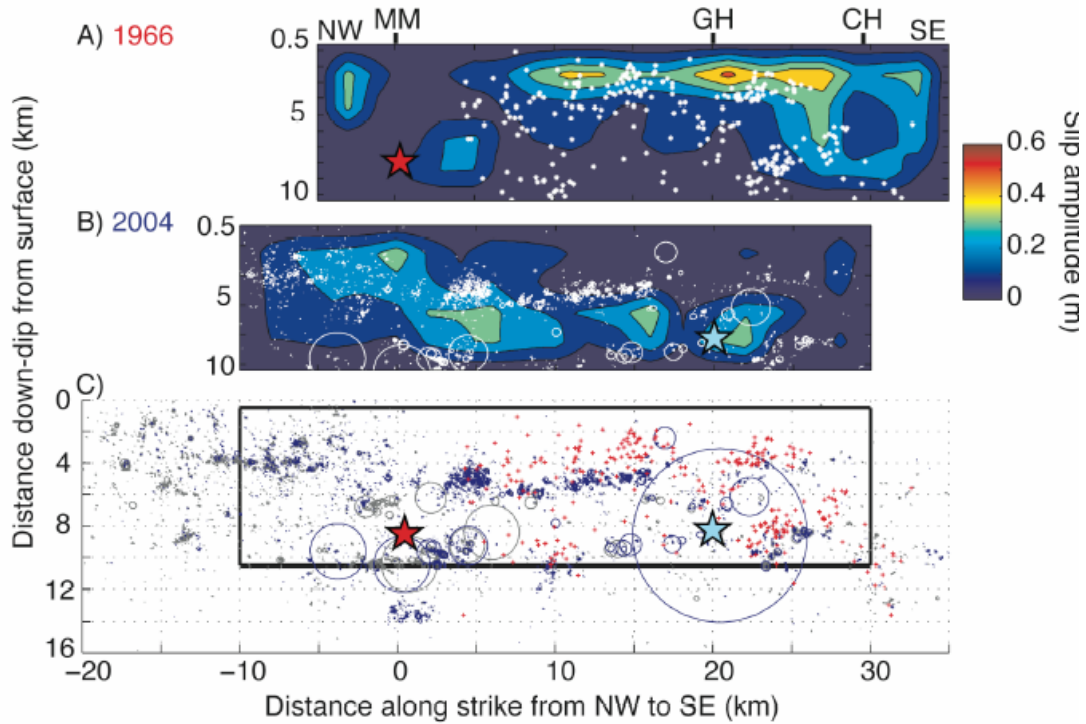 NW MM GH CH SE
A) 1966
0.5
5
10
B) 2004
0.5
5
10
C)
0
4
8
12
16
−20 −10 0 10 20 30
Distance along strike from NW to SE (km)
Distance down-dip from surface (km)
0.6
0.4
0.2
0
Slip amplitude (m)